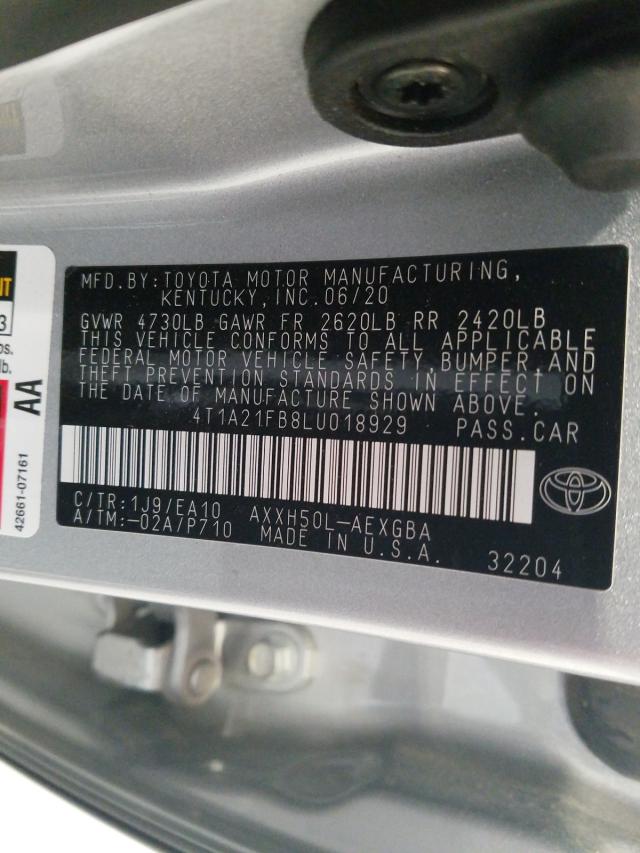 MFD.BY:TOYOTA MOTOR MANUFACTURING,
KENTUCKY, INC. 06/20
GVWR 4730LB GAWR FR 2620LB RR 2420LB
THIS VEHICLE CONFORMS TO ALL APPLICABLE
FEDERAL MOTOR VEHICLE SAFETY, BUMPER, AND
THEFT PREVENTION STANDARDS IN EFFECT ON
THE DATE OF MANUFACTURE SHOWN ABOVE.
4T1A21FB8LU018929 PASS.CAR
C/TR:1J9/EA10 AXXH50L-AEXGBA
A/TM:-02A/P710 MADE IN U.S.A. 32204
3
lb.
AA
42661-07161